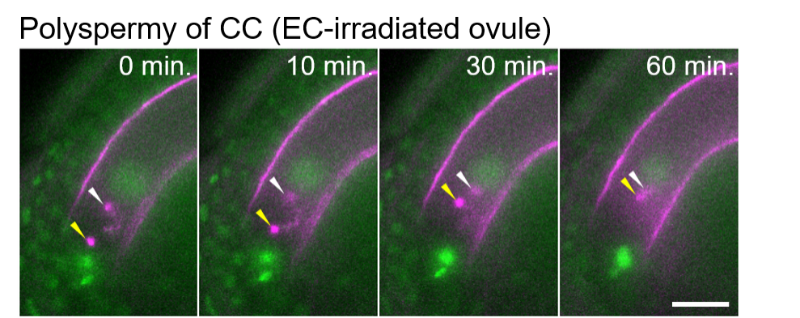 Polyspermy of CC (EC-irradiated ovule)
0 min.
10 min.
30 min.
60 min.